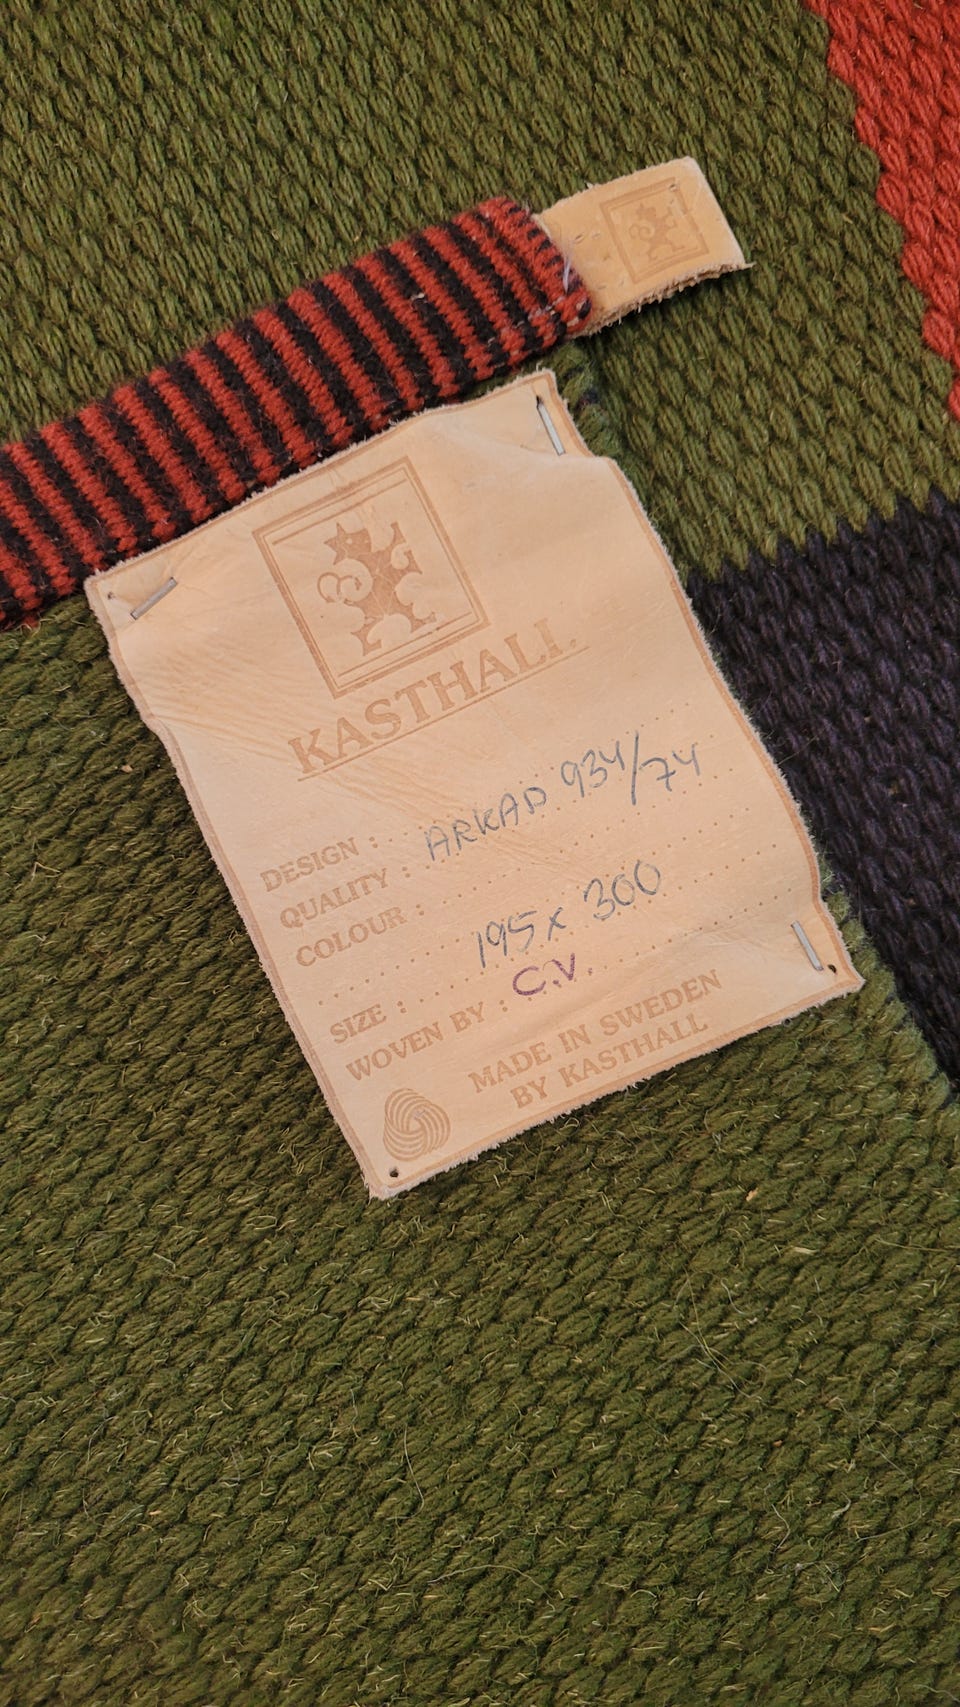 KASTHALL
DESIGN : ARKAD 934/74
QUALITY :
COLOUR :
SIZE : 195 x 300
WOVEN BY : C.V.
MADE IN SWEDEN
BY KASTHALL